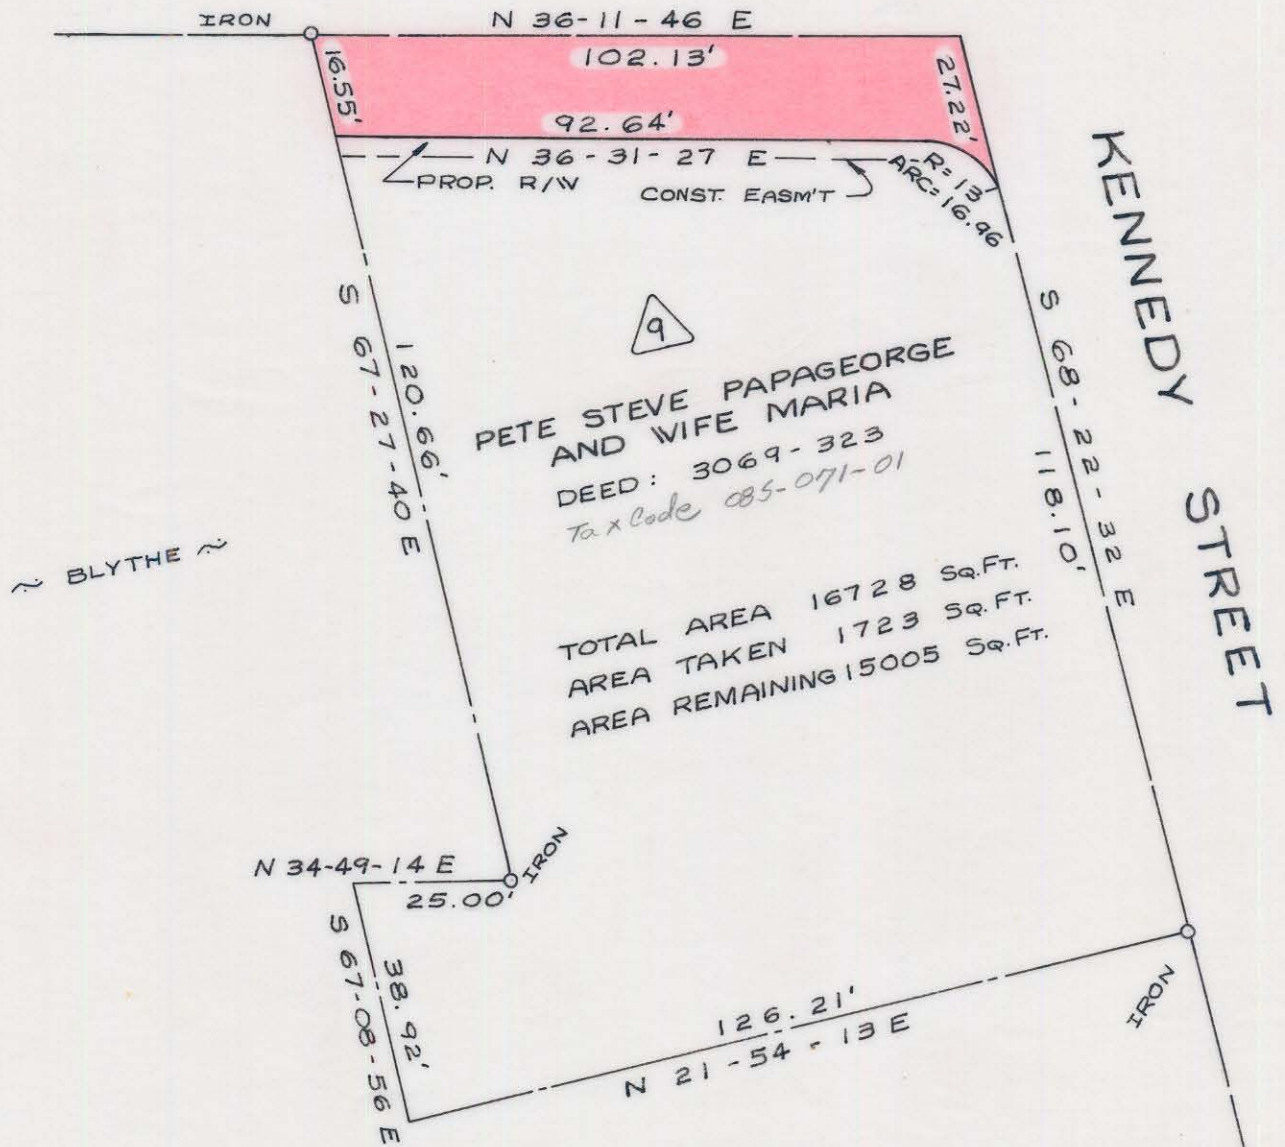 IRON
N 36-11-46 E
102.13'
16.55'
27.22'
92.64'
N 36-31-27 E
PROP. R/W
CONST. EASM'T
R=13'
ARC=16.96
KENNEDY STREET
S 67-27-40 E
120.66'
S 68-22-32 E
118.10'
9
PETE STEVE PAPAGEORGE
AND WIFE MARIA
DEED: 3069-323
Tax Code 085-071-01
~ BLYTHE ~
TOTAL AREA 16728 SQ.FT.
AREA TAKEN 1723 SQ.FT.
AREA REMAINING 15005 SQ.FT.
N 34-49-14 E
25.00'
IRON
S 67-08-56 E
38.92'
126.21'
N 21-54-13 E
IRON